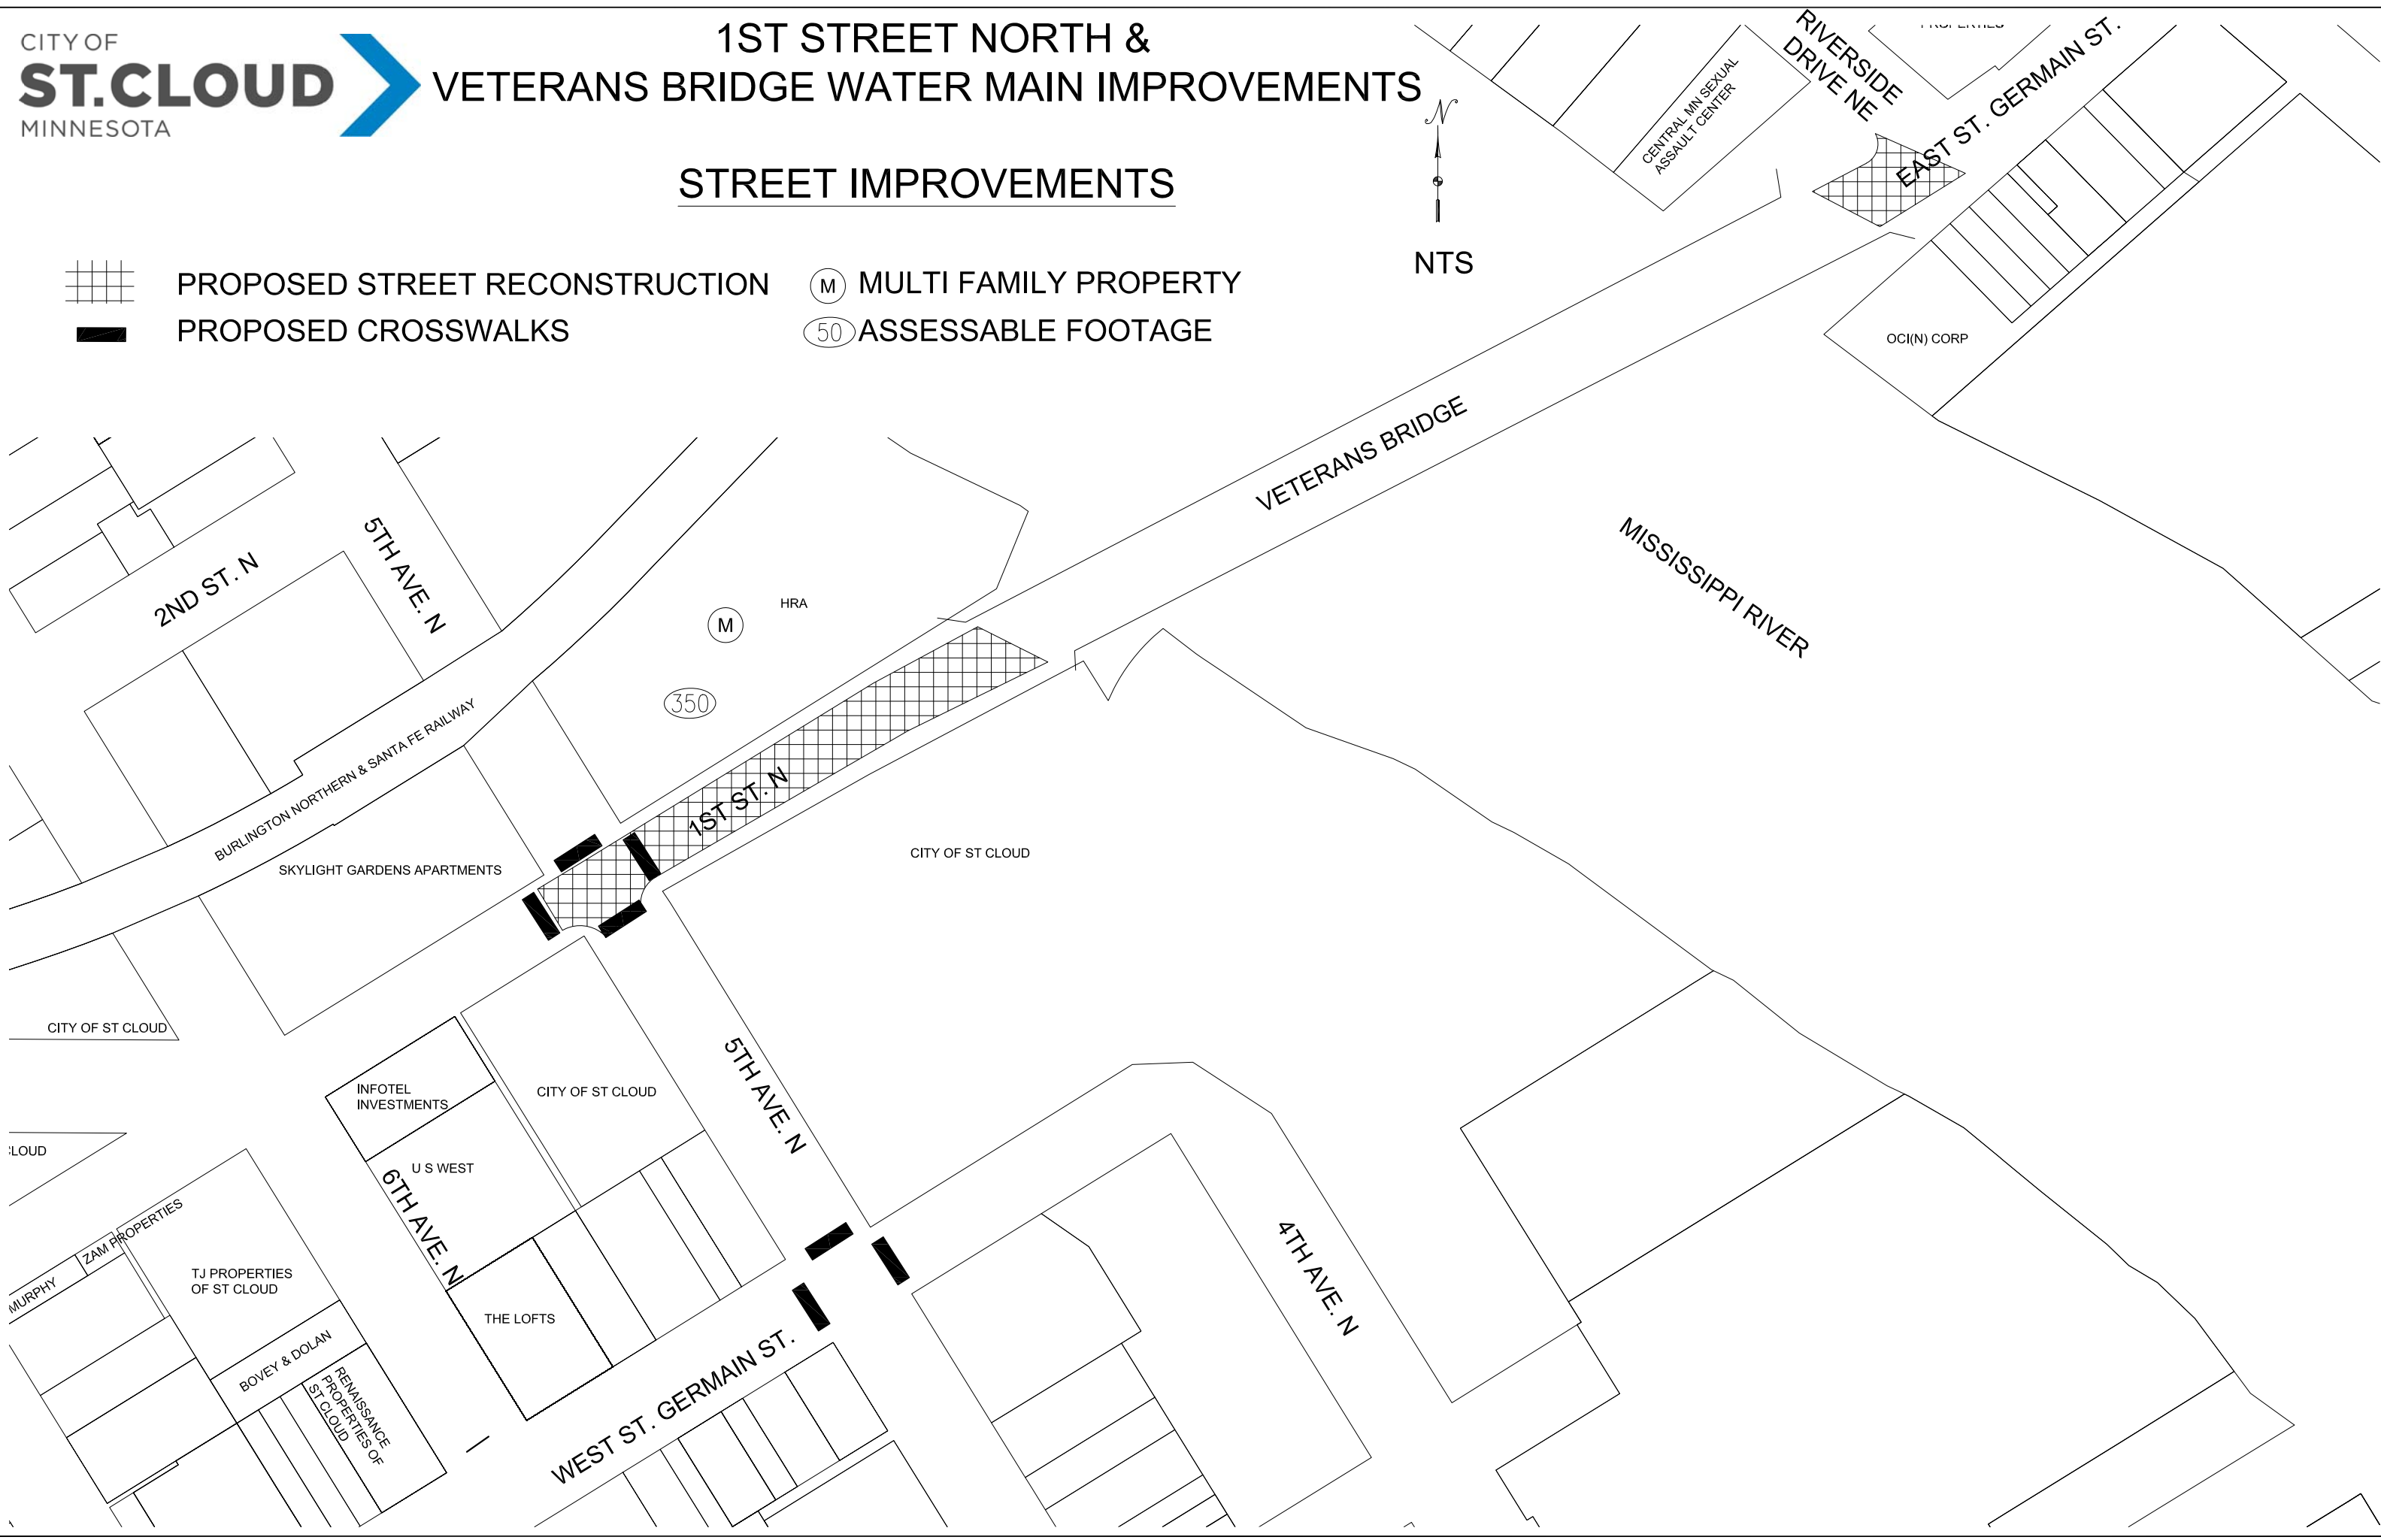 CITY OF
ST.CLOUD
MINNESOTA
1ST STREET NORTH &
VETERANS BRIDGE WATER MAIN IMPROVEMENTS
STREET IMPROVEMENTS
N
NTS
PROPOSED STREET RECONSTRUCTION
M MULTI FAMILY PROPERTY
PROPOSED CROSSWALKS
50 ASSESSABLE FOOTAGE
RIVERSIDE
DRIVE NE
PROPERTIES
EAST ST. GERMAIN ST.
CENTRAL MN SEXUAL
ASSAULT CENTER
OCI(N) CORP
VETERANS BRIDGE
MISSISSIPPI RIVER
5TH AVE. N
2ND ST. N
HRA
M
350
BURLINGTON NORTHERN & SANTA FE RAILWAY
1ST ST. N
SKYLIGHT GARDENS APARTMENTS
CITY OF ST CLOUD
CITY OF ST CLOUD
INFOTEL
INVESTMENTS
CITY OF ST CLOUD
5TH AVE. N
CLOUD
U S WEST
6TH AVE. N
ZAM PROPERTIES
MURPHY
TJ PROPERTIES
OF ST CLOUD
THE LOFTS
4TH AVE. N
BOVEY & DOLAN
RENAISSANCE
PROPERTIES OF
ST CLOUD
WEST ST. GERMAIN ST.